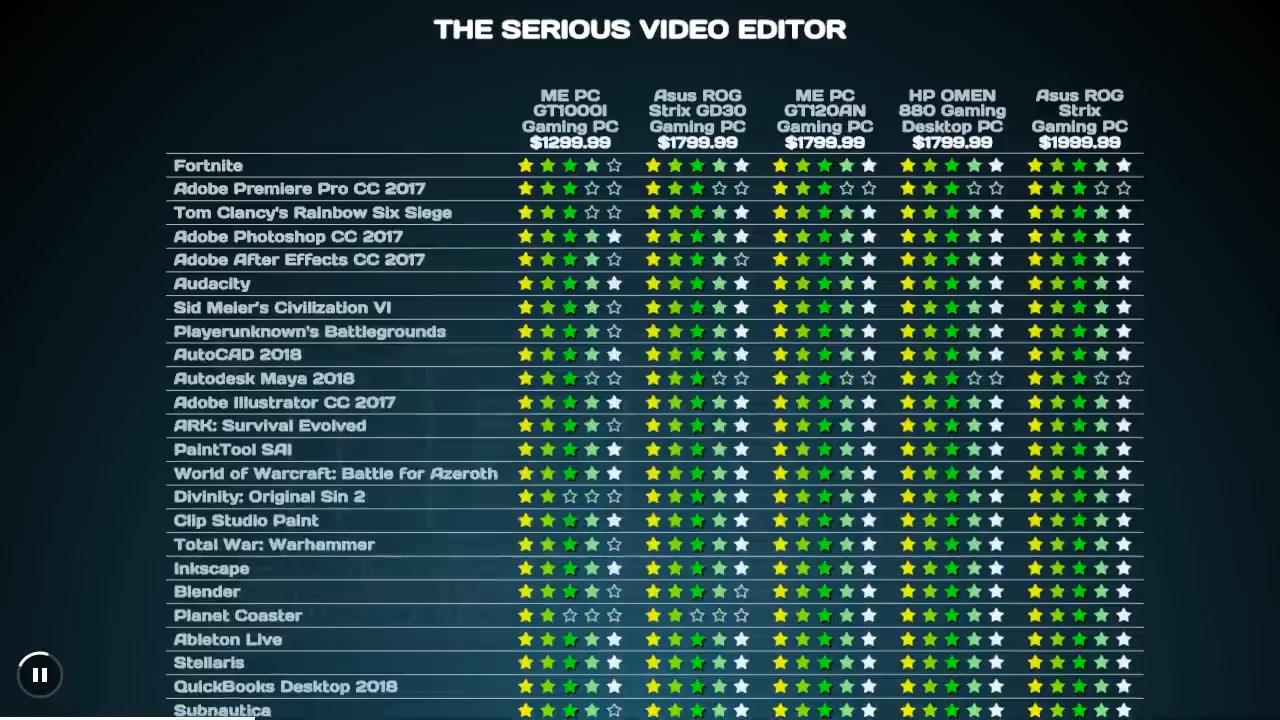 THE SERIOUS VIDEO EDITOR
ME PC
GT1000I
Gaming PC
$1299.99
Asus ROG
Strix GD30
Gaming PC
$1799.99
ME PC
GT120AN
Gaming PC
$1799.99
HP OMEN
880 Gaming
Desktop PC
$1799.99
Asus ROG
Strix
Gaming PC
$1999.99
Fortnite
Adobe Premiere Pro CC 2017
Tom Clancy's Rainbow Six Siege
Adobe Photoshop CC 2017
Adobe After Effects CC 2017
Audacity
Sid Meier's Civilization VI
Playerunknown's Battlegrounds
AutoCAD 2018
Autodesk Maya 2018
Adobe Illustrator CC 2017
ARK: Survival Evolved
PaintTool SAI
World of Warcraft: Battle for Azeroth
Divinity: Original Sin 2
Clip Studio Paint
Total War: Warhammer
Inkscape
Blender
Planet Coaster
Ableton Live
Stellaris
QuickBooks Desktop 2018
Subnautica